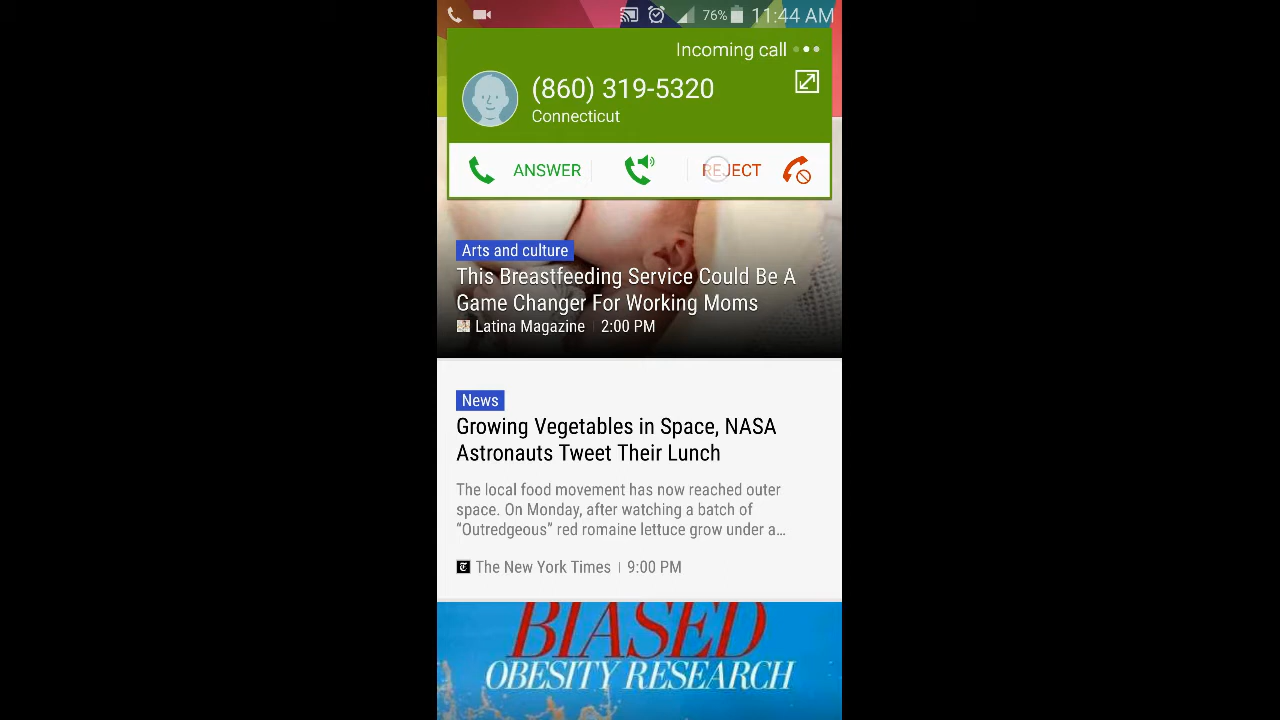 76% 11:44 AM
Incoming call
(860) 319-5320
Connecticut
ANSWER
REJECT
Arts and culture
This Breastfeeding Service Could Be A
Game Changer For Working Moms
Latina Magazine | 2:00 PM
News
Growing Vegetables in Space, NASA
Astronauts Tweet Their Lunch
The local food movement has now reached outer
space. On Monday, after watching a batch of
“Outredgeous” red romaine lettuce grow under a...
The New York Times | 9:00 PM
BIASED
OBESITY RESEARCH